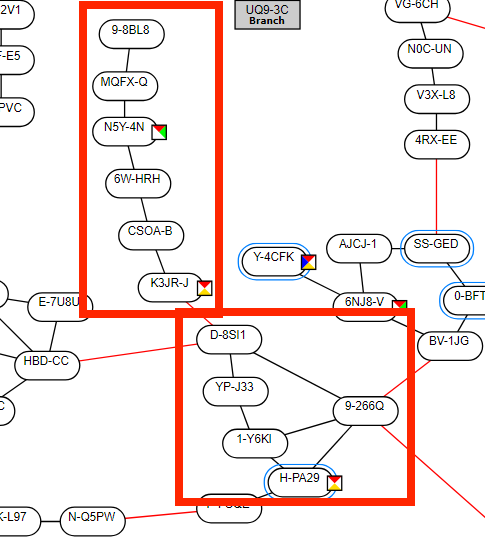 2V1
F-E5
PVC
9-8BL8
MQFX-Q
N5Y-4N
6W-HRH
CSOA-B
K3JR-J
UQ9-3C
Branch
VG-6CH
N0C-UN
V3X-L8
4RX-EE
Y-4CFK
AJCJ-1
SS-GED
6NJ8-V
0-BFT
BV-1JG
E-7U8U
HBD-CC
C
D-8SI1
YP-J33
9-266Q
1-Y6KI
H-PA29
K-L97
N-Q5PW